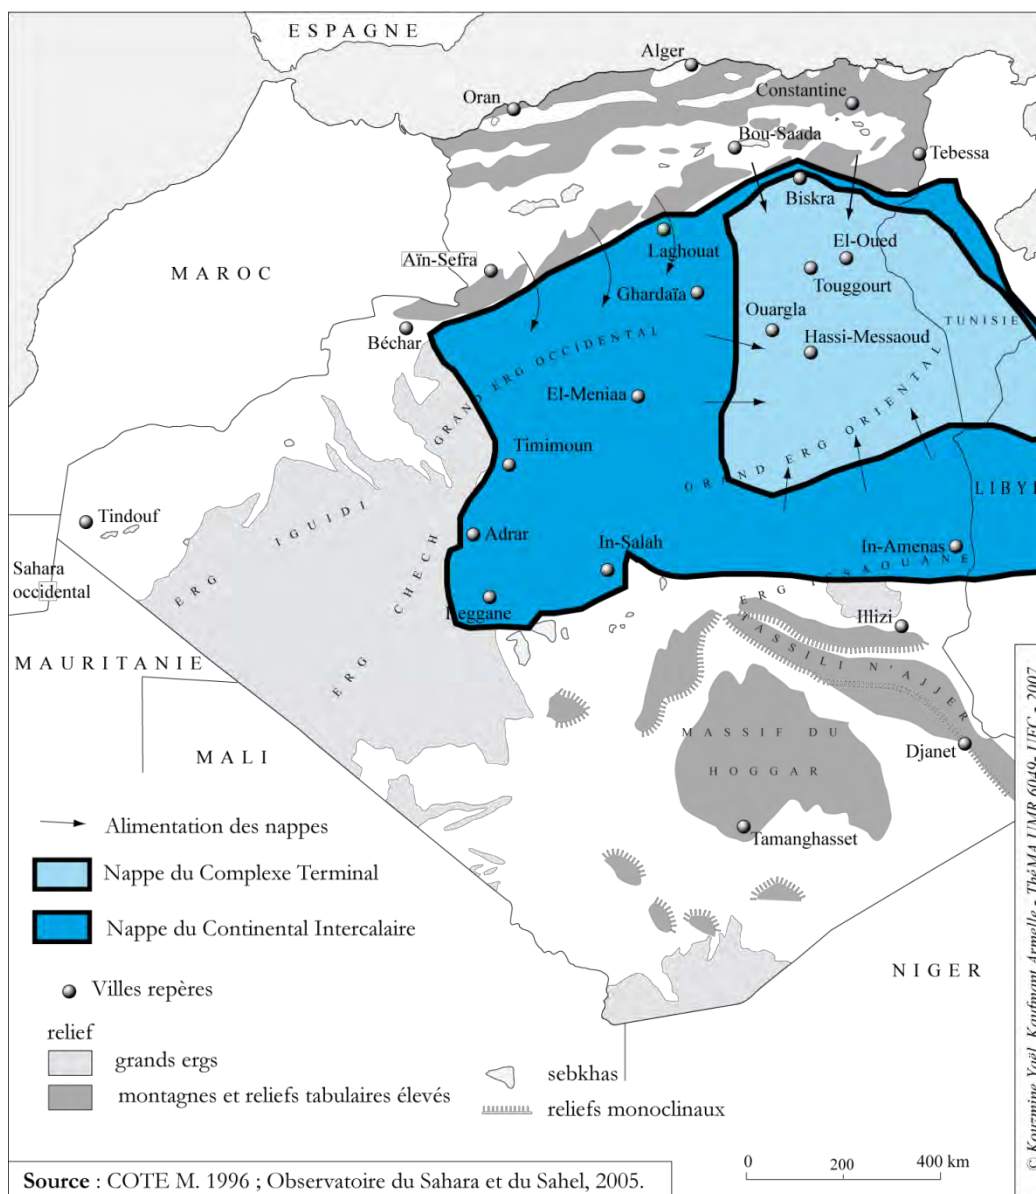 ESPAGNE
Alger
Oran
Constantine
Bou-Saada
Tebessa
Biskra
MAROC
Aïn-Sefra
Laghouat
El-Oued
Touggourt
Ghardaïa
Ouargla
TUNISIE
Béchar
Hassi-Messaoud
GRAND ERG OCCIDENTAL
El-Meniaa
GRAND ERG ORIENTAL
Timimoun
LIBYE
Tindouf
IGUIDI
ERG
Adrar
In-Salah
In-Amenas
Sahara
occidental
CHECH
ERG
Reggane
ERG ISSAOUANE
Illizi
MAURITANIE
TASSILI N'AJJER
MASSIF DU
HOGGAR
Djanet
MALI
Tamanghasset
NIGER
Alimentation des nappes
Nappe du Complexe Terminal
Nappe du Continental Intercalaire
Villes repères
relief
grands ergs
montagnes et reliefs tabulaires élevés
sebkhas
reliefs monoclinaux
0 200 400 km
Source : COTE M. 1996 ; Observatoire du Sahara et du Sahel, 2005.
© Kouzmine Yaël, Kaufmant Armelle - ThéMA UMR 6049- UFC - 2007